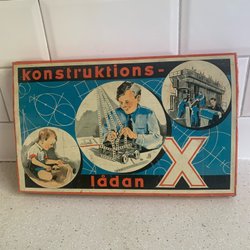 konstruktions-
lådan X